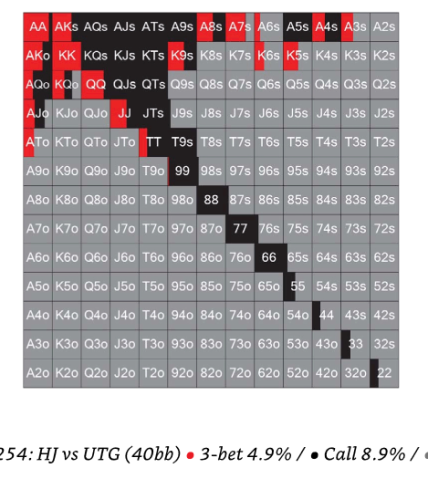 AA AKs AQs AJs ATs A9s A8s A7s A6s A5s A4s A3s A2s
AKo KK KQs KJs KTs K9s K8s K7s K6s K5s K4s K3s K2s
AQo KQo QQ QJs QTs Q9s Q8s Q7s Q6s Q5s Q4s Q3s Q2s
AJo KJo QJo JJ JTs J9s J8s J7s J6s J5s J4s J3s J2s
ATo KTo QTo JTo TT T9s T8s T7s T6s T5s T4s T3s T2s
A9o K9o Q9o J9o T9o 99 98s 97s 96s 95s 94s 93s 92s
A8o K8o Q8o J8o T8o 98o 88 87s 86s 85s 84s 83s 82s
A7o K7o Q7o J7o T7o 97o 87o 77 76s 75s 74s 73s 72s
A6o K6o Q6o J6o T6o 96o 86o 76o 66 65s 64s 63s 62s
A5o K5o Q5o J5o T5o 95o 85o 75o 65o 55 54s 53s 52s
A4o K4o Q4o J4o T4o 94o 84o 74o 64o 54o 44 43s 42s
A3o K3o Q3o J3o T3o 93o 83o 73o 63o 53o 43o 33 32s
A2o K2o Q2o J2o T2o 92o 82o 72o 62o 52o 42o 32o 22
254: HJ vs UTG (40bb) • 3-bet 4.9% / • Call 8.9% / •